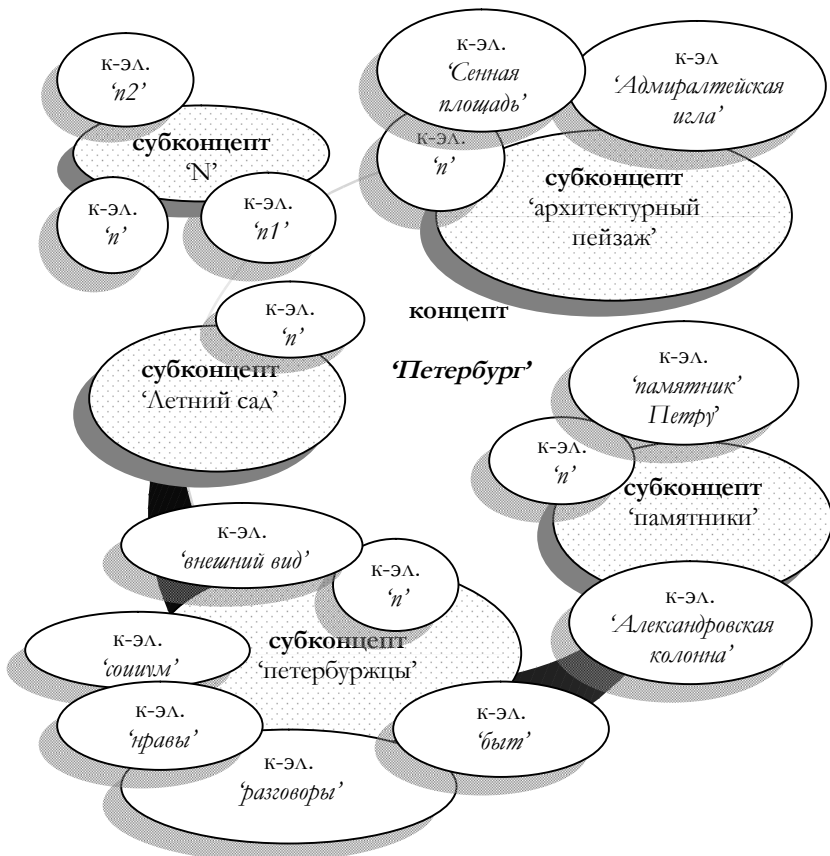 к-эл.
‘n2’
субконцепт
‘N’
к-эл.
‘n’
к-эл.
‘n1’
к-эл.
‘Сенная
площадь’
к-эл
‘Адмиралтейская
игла’
к-эл.
‘n’
субконцепт
‘архитектурный
пейзаж’
к-эл.
‘n’
субконцепт
‘Летний сад’
концепт
‘Петербург’
к-эл.
‘памятник’
Петру’
к-эл.
‘n’
субконцепт
‘памятники’
к-эл.
‘Александровская
колонна’
к-эл.
‘внешний вид’
к-эл.
‘n’
субконцепт
‘петербуржцы’
к-эл.
‘социум’
к-эл.
‘нравы’
к-эл.
‘разговоры’
к-эл.
‘быт’